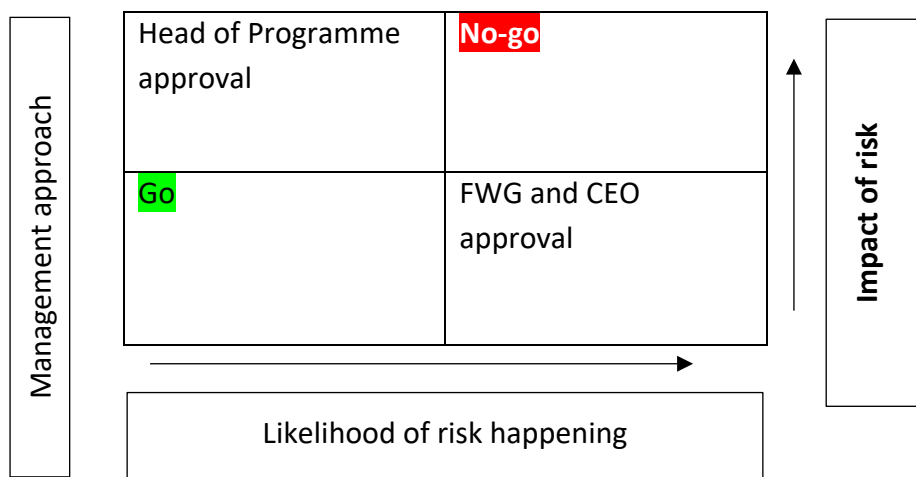 Management approach
Head of Programme
approval
No-go
Go
FWG and CEO
approval
Impact of risk
Likelihood of risk happening